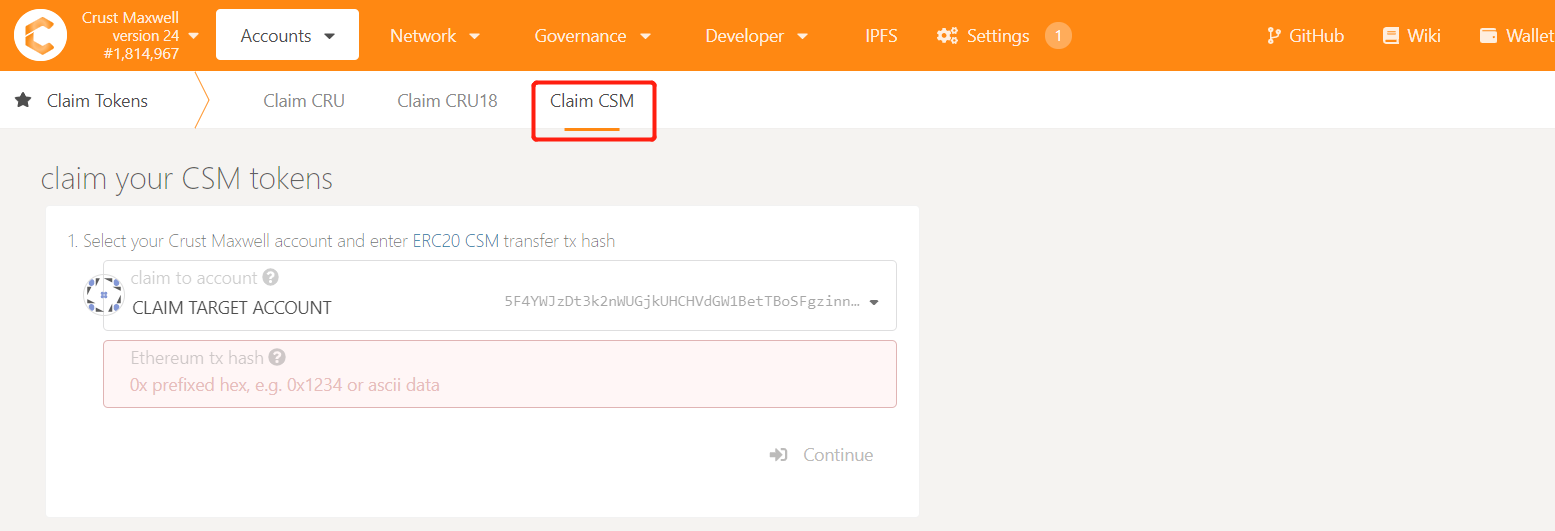 Crust Maxwell
version 24
#1,814,967
Accounts
Network
Governance
Developer
IPFS
Settings
1
GitHub
Wiki
Wallet
Claim Tokens
Claim CRU
Claim CRU18
Claim CSM
claim your CSM tokens
1. Select your Crust Maxwell account and enter ERC20 CSM transfer tx hash
claim to account
CLAIM TARGET ACCOUNT
5F4YWJzDt3k2nWUGjkUHCHVdGW1BetTBoSFgzinn…
Ethereum tx hash
0x prefixed hex, e.g. 0x1234 or ascii data
Continue